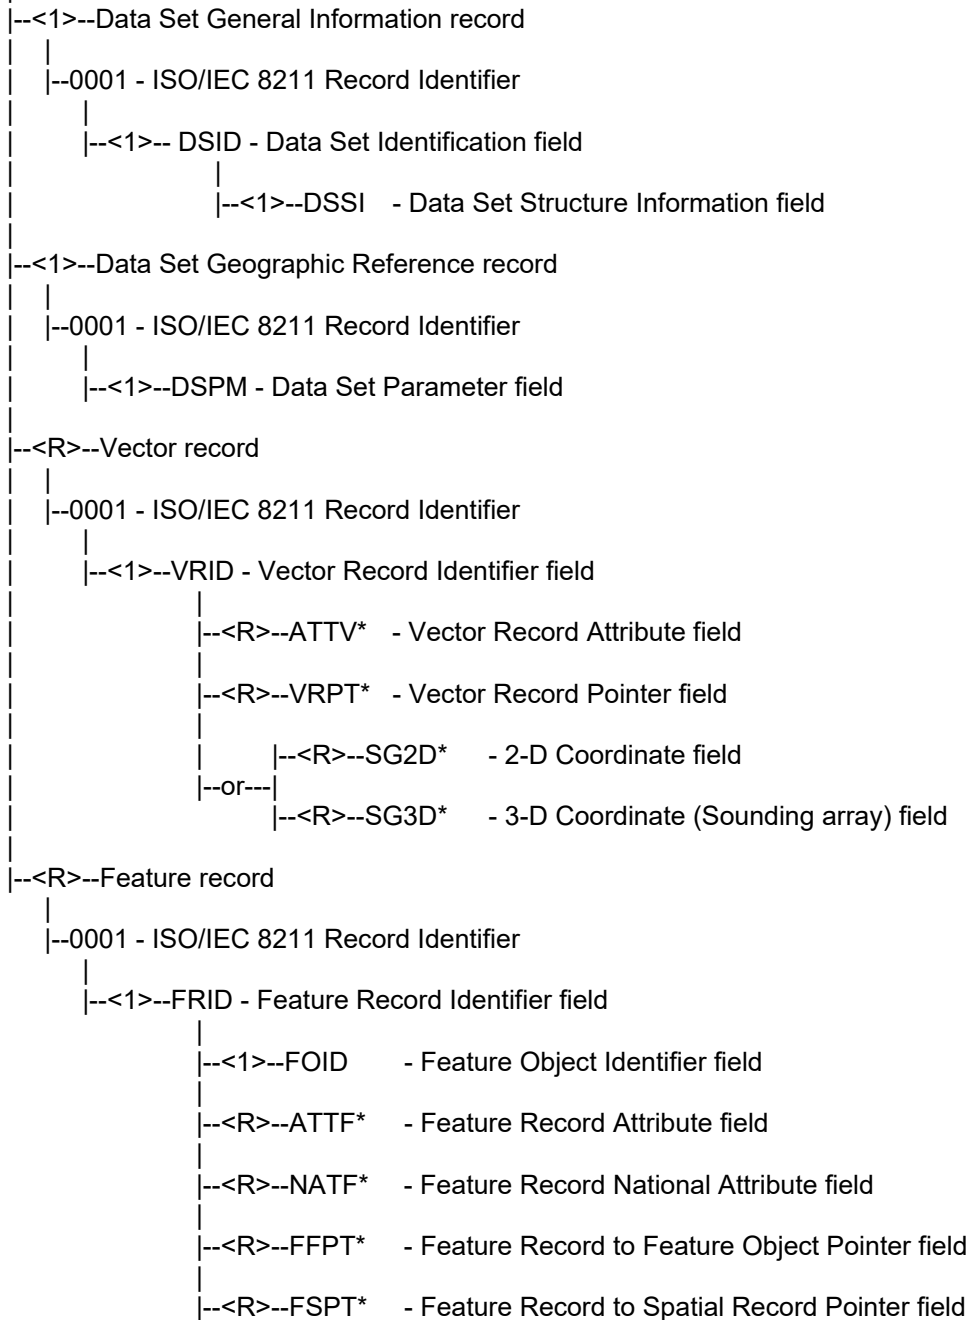 |--<1>--Data Set General Information record
|--0001 - ISO/IEC 8211 Record Identifier
|--<1>-- DSID - Data Set Identification field
|--<1>--DSSI - Data Set Structure Information field
|--<1>--Data Set Geographic Reference record
|--0001 - ISO/IEC 8211 Record Identifier
|--<1>--DSPM - Data Set Parameter field
|--<R>--Vector record
|--0001 - ISO/IEC 8211 Record Identifier
|--<1>--VRID - Vector Record Identifier field
|--<R>--ATTV* - Vector Record Attribute field
|--<R>--VRPT* - Vector Record Pointer field
|--<R>--SG2D* - 2-D Coordinate field
|--or---|
|--<R>--SG3D* - 3-D Coordinate (Sounding array) field
|--<R>--Feature record
|--0001 - ISO/IEC 8211 Record Identifier
|--<1>--FRID - Feature Record Identifier field
|--<1>--FOID - Feature Object Identifier field
|--<R>--ATTF* - Feature Record Attribute field
|--<R>--NATF* - Feature Record National Attribute field
|--<R>--FFPT* - Feature Record to Feature Object Pointer field
|--<R>--FSPT* - Feature Record to Spatial Record Pointer field